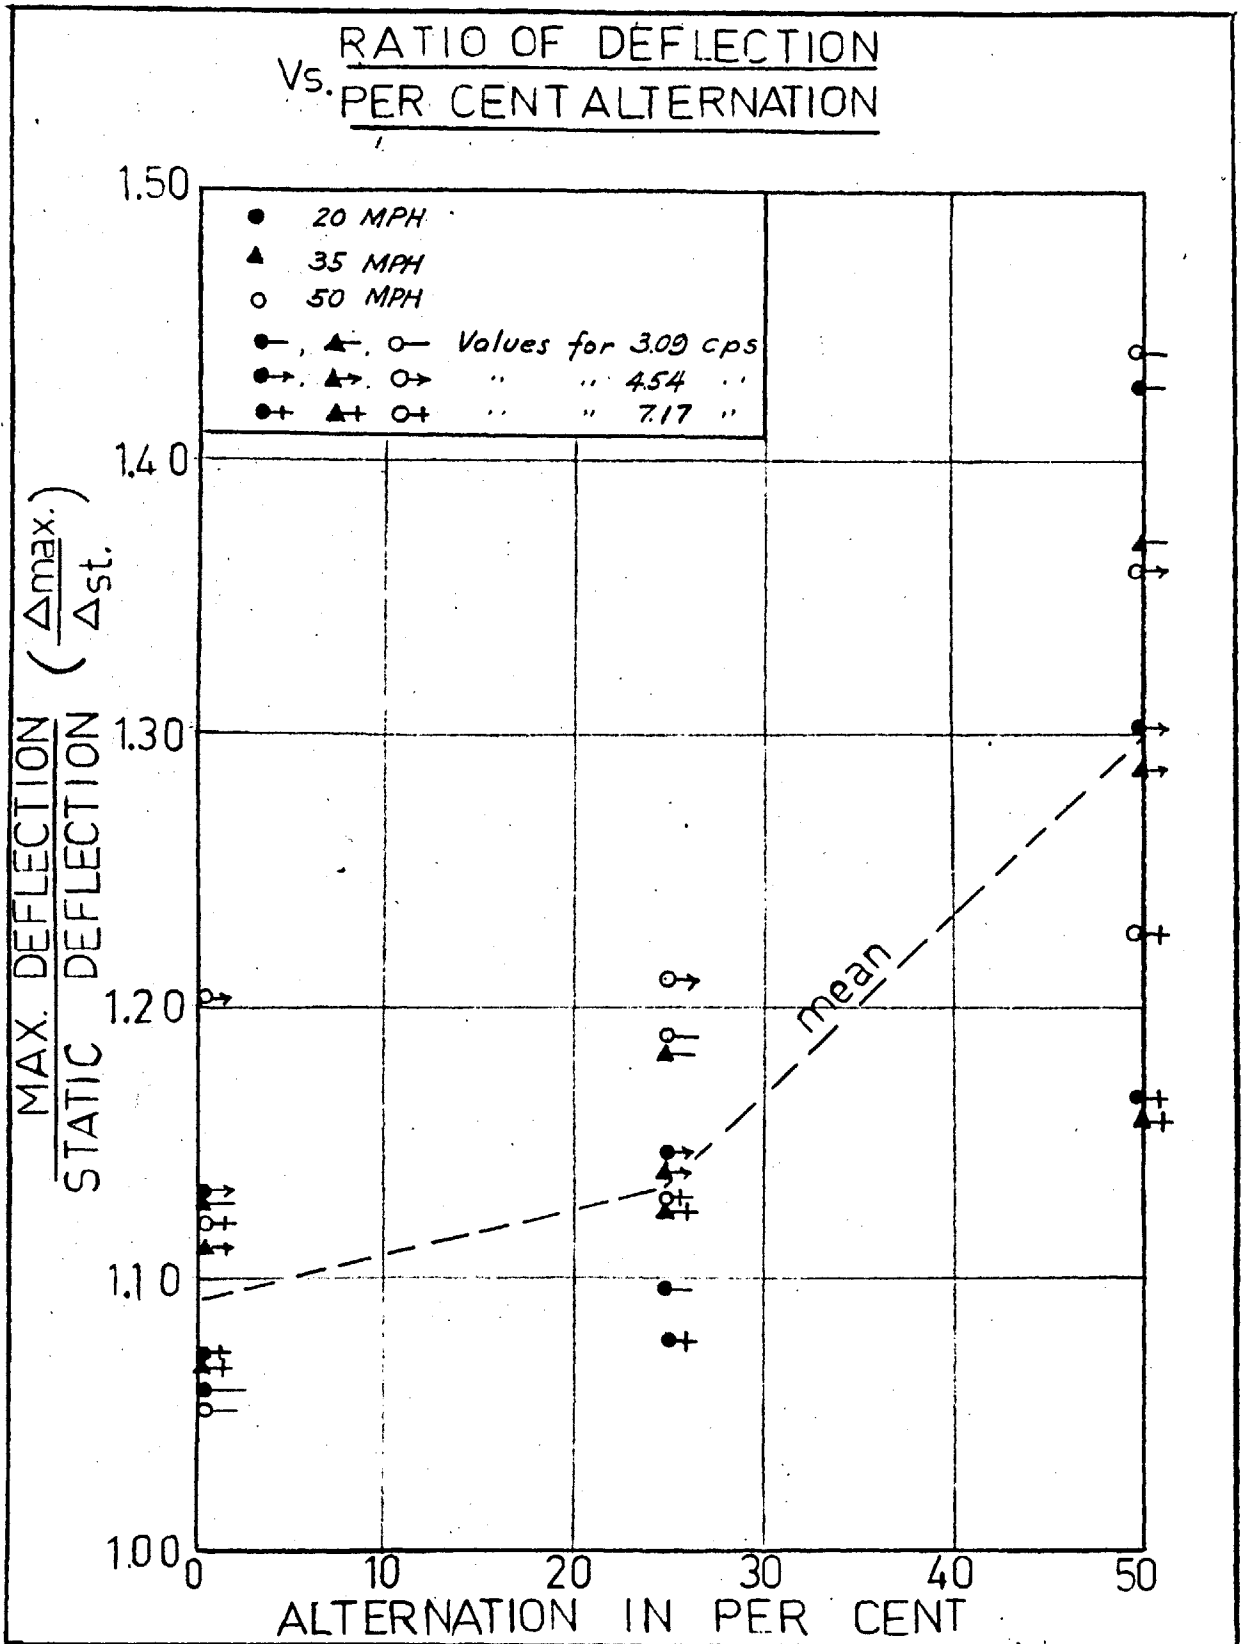 RATIO OF DEFLECTION
Vs.
PER CENT ALTERNATION
1.50
● 20 MPH
▲ 35 MPH
○ 50 MPH
●—, ▲—, ○— Values for 3.09 cps
●→, ▲→, ○→ " " 4.54 "
●+ ▲+ ○+ " " 7.17 "
1.40
1.30
1.20
1.10
1.00
MAX. DEFLECTION
STATIC DEFLECTION
( Δmax.
Δst. )
mean
0 10 20 30 40 50
ALTERNATION IN PER CENT